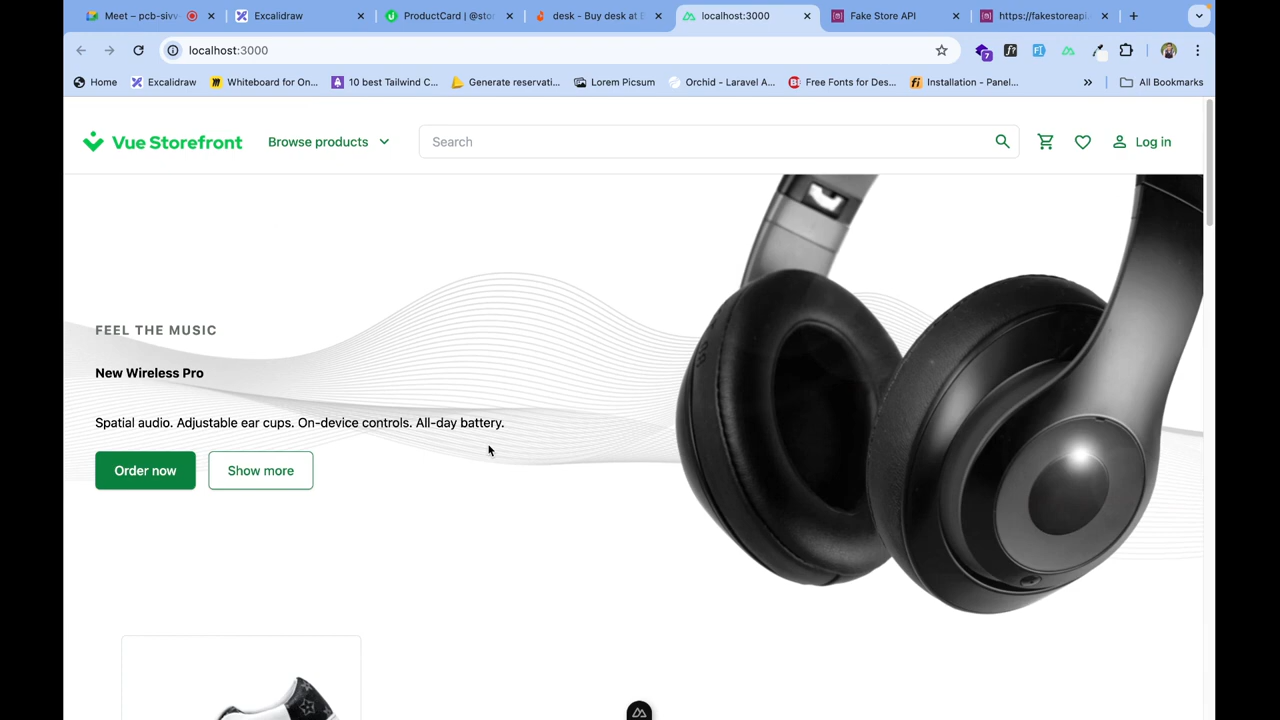 Meet – pcb-sivv
Excalidraw
ProductCard | @stor
desk - Buy desk at B
localhost:3000
Fake Store API
https://fakestoreapi.
localhost:3000
7
Home
Excalidraw
Whiteboard for On...
10 best Tailwind C...
Generate reservati...
Lorem Picsum
Orchid - Laravel A...
Free Fonts for Des...
Installation - Panel...
All Bookmarks
Vue Storefront
Browse products
Search
Log in
FEEL THE MUSIC
New Wireless Pro
Spatial audio. Adjustable ear cups. On-device controls. All-day battery.
Order now
Show more